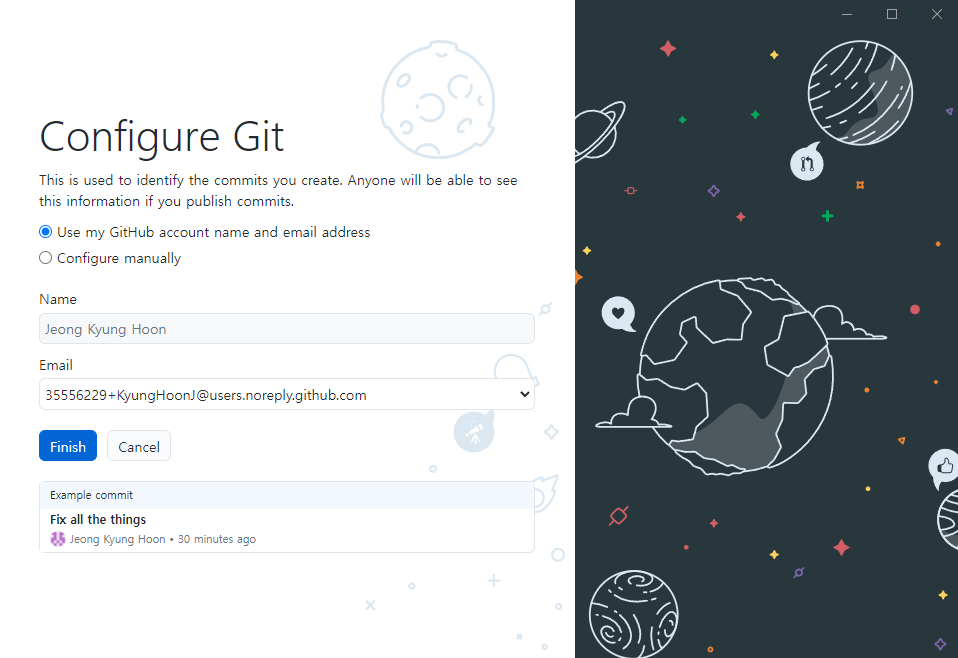 Configure Git
This is used to identify the commits you create. Anyone will be able to see
this information if you publish commits.
Use my GitHub account name and email address
Configure manually
Name
Jeong Kyung Hoon
Email
35556229+KyungHoonJ@users.noreply.github.com
Finish Cancel
Example commit
Fix all the things
Jeong Kyung Hoon • 30 minutes ago